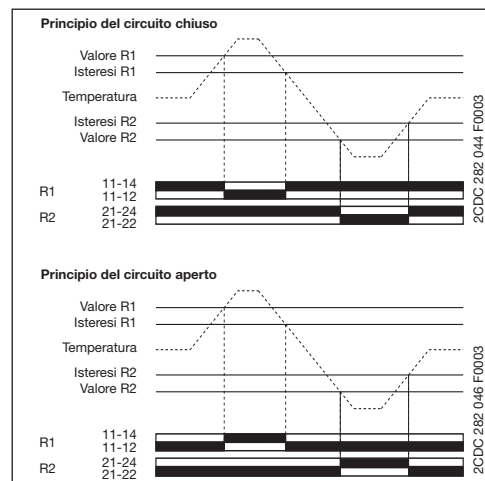 Principio del circuito chiuso
Valore R1
Isteresi R1
Temperatura
Isteresi R2
Valore R2
R1
11-14
11-12
R2
21-24
21-22
2CDC 282 044 F0003
Principio del circuito aperto
Valore R1
Isteresi R1
Temperatura
Isteresi R2
Valore R2
R1
11-14
11-12
R2
21-24
21-22
2CDC 282 046 F0003